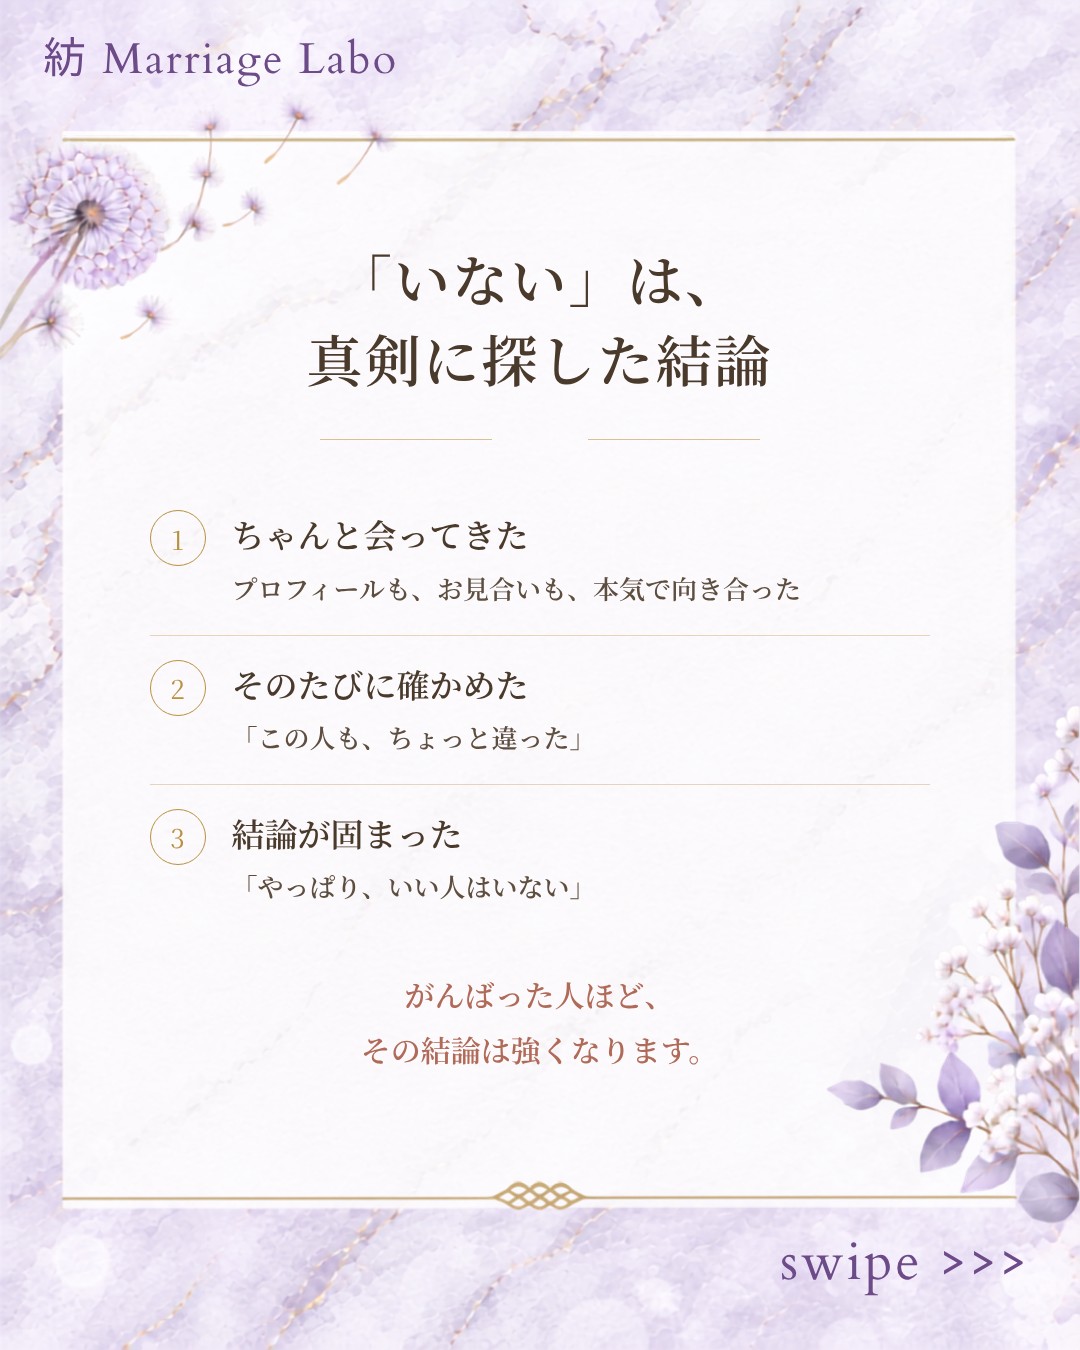 紡 Marriage Labo
「いない」は、
真剣に探した結論
1 ちゃんと会ってきた
プロフィールも、お見合いも、本気で向き合った
2 そのたびに確かめた
「この人も、ちょっと違った」
3 結論が固まった
「やっぱり、いい人はいない」
がんばった人ほど、
その結論は強くなります。
swipe >>>